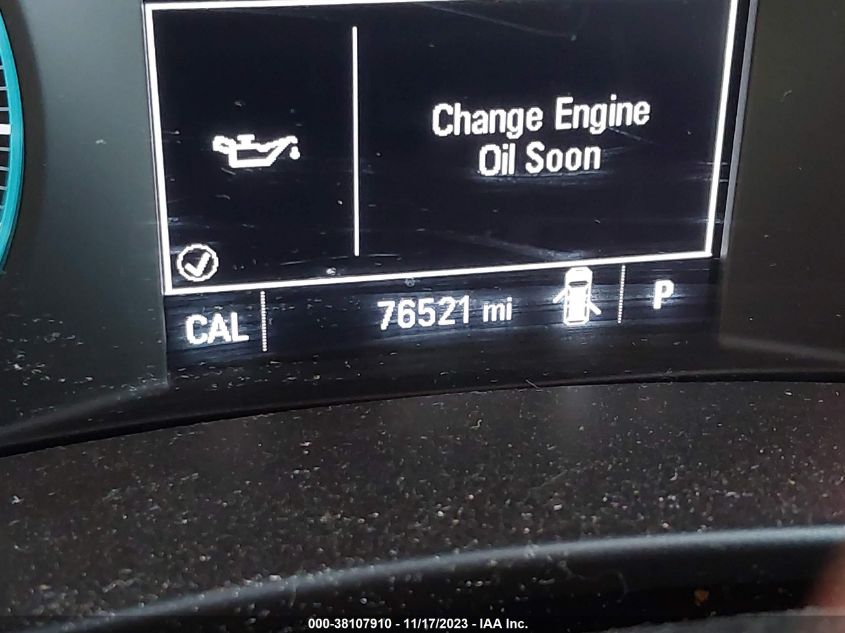 Change Engine
Oil Soon
CAL
76521 mi
P
000-38107910 - 11/17/2023 - IAA Inc.